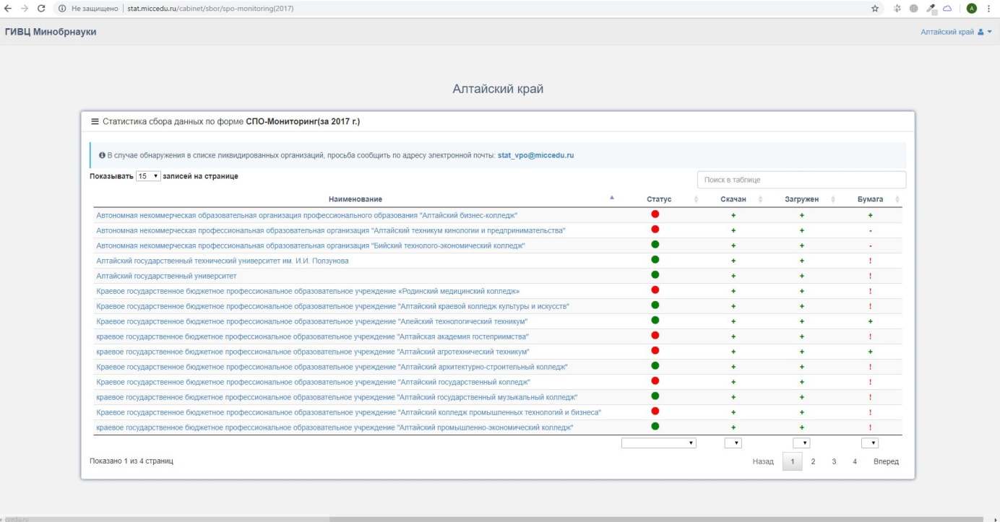 Не защищено | stat.miccedu.ru/cabinet/sbor/spo-monitoring(2017)
A
ГИВЦ Минобрнауки
Алтайский край
Алтайский край
Статистика сбора данных по форме СПО-Мониторинг(за 2017 г.)
В случае обнаружения в списке ликвидированных организаций, просьба сообщить по адресу электронной почты: stat_vpo@miccedu.ru
Показывать 15 записей на странице
Поиск в таблице
Наименование Статус Скачан Загружен Бумага
Автономная некоммерческая образовательная организация профессионального образования "Алтайский бизнес-колледж" + + +
Автономная некоммерческая профессиональная образовательная организация "Алтайский техникум кинологии и предпринимательства" + + -
Автономная некоммерческая профессиональная образовательная организация "Бийский технолого-экономический колледж" + + -
Алтайский государственный технический университет им. И.И. Ползунова + + !
Алтайский государственный университет + + !
Краевое государственное бюджетное профессиональное образовательное учреждение «Родинский медицинский колледж» + + !
Краевое государственное бюджетное профессиональное образовательное учреждение "Алтайский краевой колледж культуры и искусств" + + !
Краевое государственное бюджетное профессиональное образовательное учреждение "Алейский технологический техникум" + + +
краевое государственное бюджетное профессиональное образовательное учреждение "Алтайская академия гостеприимства" + + !
краевое государственное бюджетное профессиональное образовательное учреждение "Алтайский агротехнический техникум" + + +
Краевое государственное бюджетное профессиональное образовательное учреждение "Алтайский архитектурно-строительный колледж" + + !
Краевое государственное бюджетное профессиональное образовательное учреждение "Алтайский государственный колледж" + + !
краевое государственное бюджетное профессиональное образовательное учреждение "Алтайский государственный музыкальный колледж" + + !
Краевое государственное бюджетное профессиональное образовательное учреждение "Алтайский колледж промышленных технологий и бизнеса" + + !
краевое государственное бюджетное профессиональное образовательное учреждение "Алтайский промышленно-экономический колледж" + + !
Показано 1 из 4 страниц
Назад 1 2 3 4 Вперед